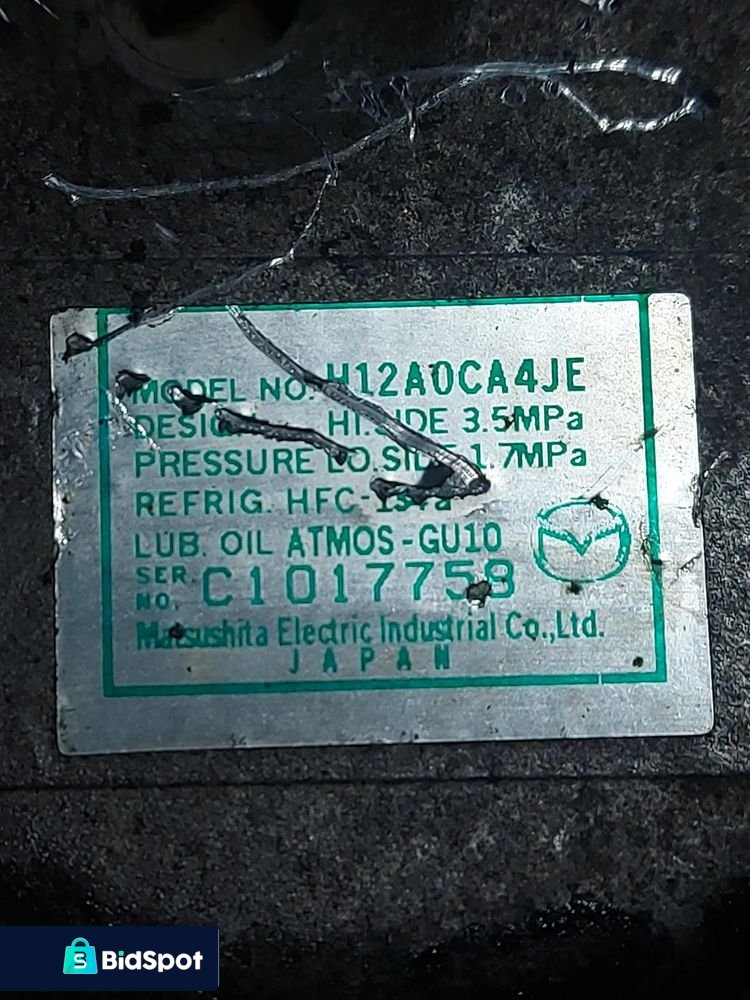 MODEL NO. H12A0CA4JE
DESIGN HI. SIDE 3.5MPa
PRESSURE LO. SIDE 1.7MPa
REFRIG. HFC-134a
LUB. OIL ATMOS-GU10
SER. NO. C1017758
Matsushita Electric Industrial Co.,Ltd.
JAPAN
BidSpot